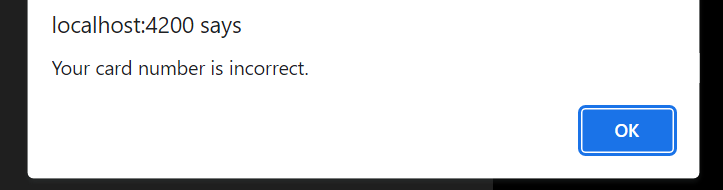 localhost:4200 says
Your card number is incorrect.
OK